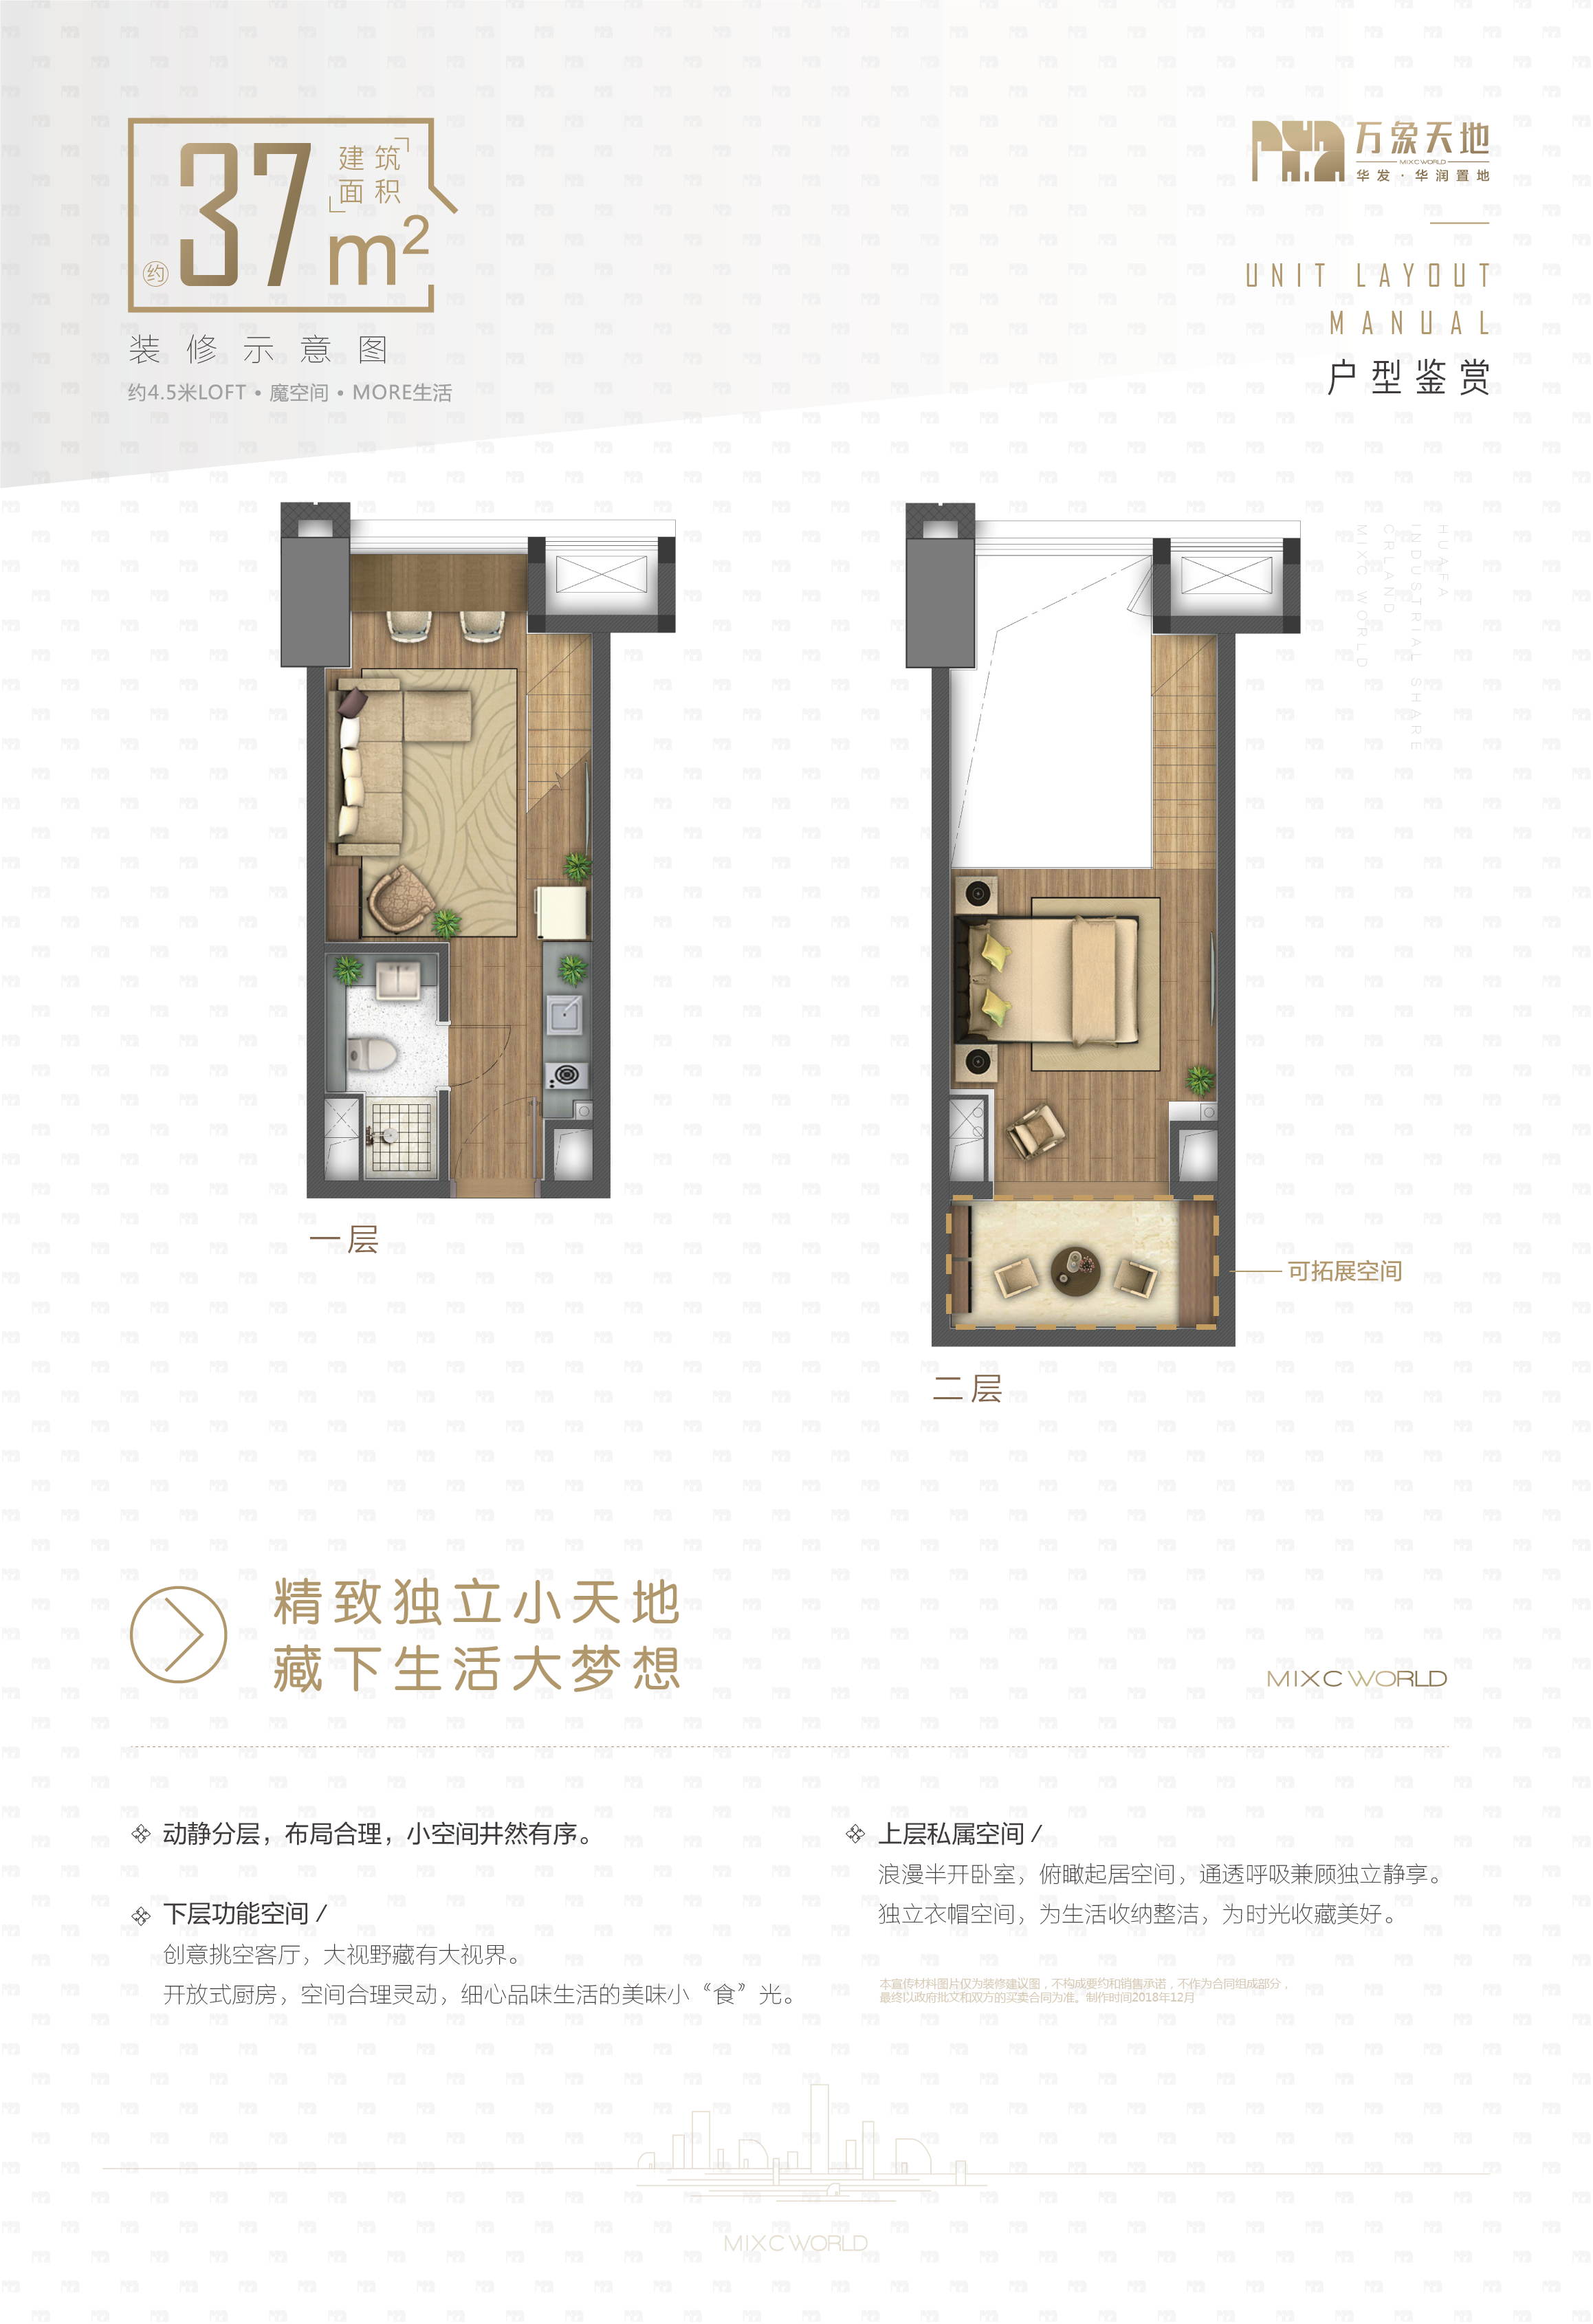 约
37
建筑
面积
m²
装修示意图
约4.5米LOFT • 魔空间 • MORE生活
万象天地
MIXC WORLD
华发·华润置地
UNIT LAYOUT
MANUAL
户型鉴赏
HUAFA
INDUSTRIAL SHARE
CRLAND
MIXC WORLD
一层
可拓展空间
二层
精致独立小天地
藏下生活大梦想
MIXC WORLD
动静分层，布局合理，小空间井然有序。
下层功能空间 /
创意挑空客厅，大视野藏有大视界。
开放式厨房，空间合理灵动，细心品味生活的美味小“食”光。
上层私属空间 /
浪漫半开卧室，俯瞰起居空间，通透呼吸兼顾独立静享。
独立衣帽空间，为生活收纳整洁，为时光收藏美好。
本宣传材料图片仅为装修建议图，不构成要约和销售承诺，不作为合同组成部分，
最终以政府批文和双方的买卖合同为准。制作时间2018年12月
MIXC WORLD